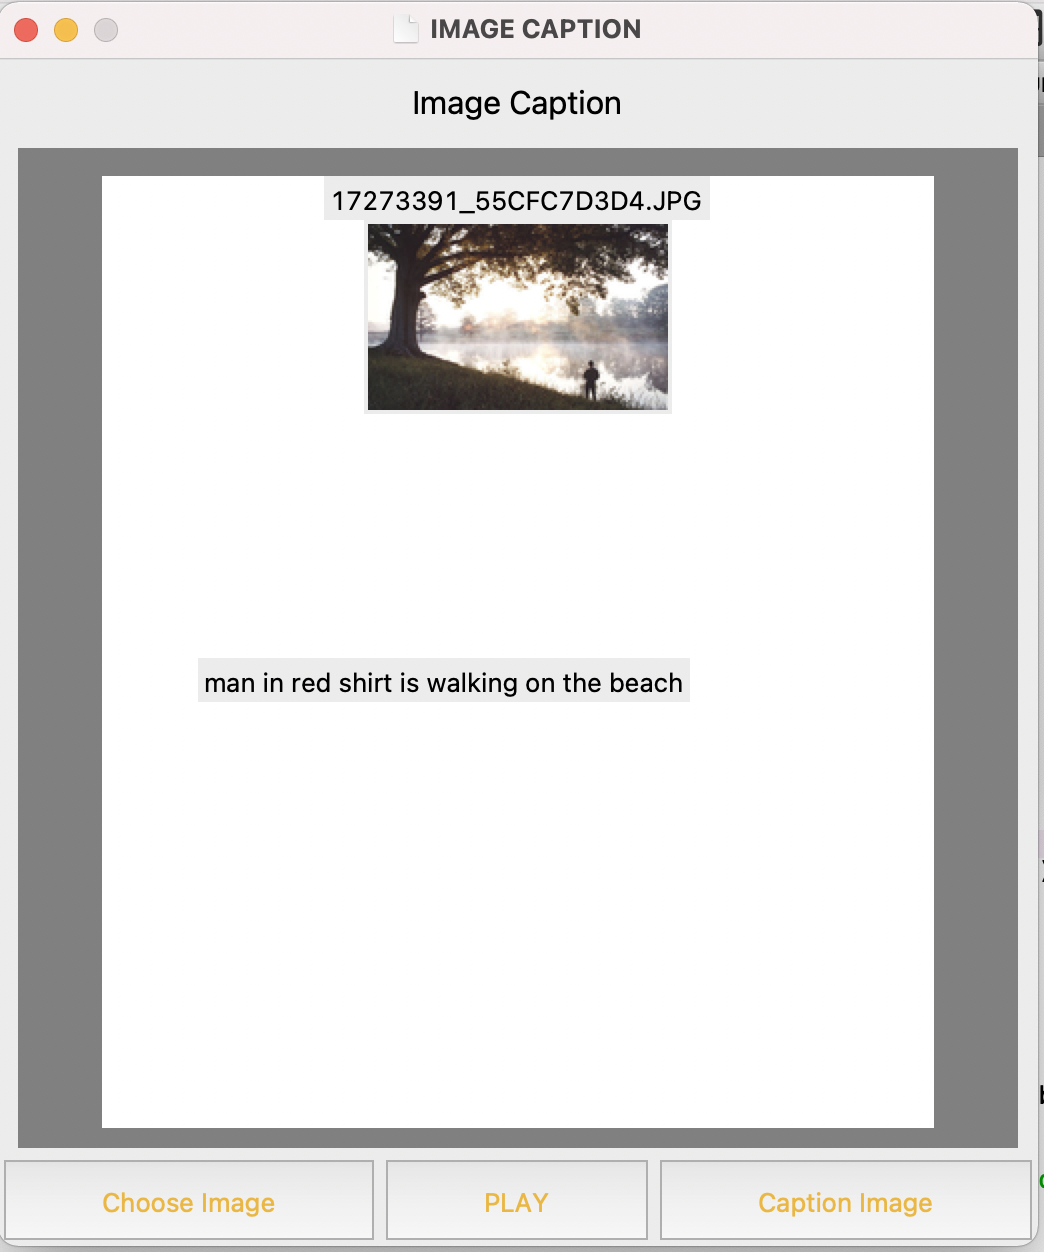 IMAGE CAPTION
Image Caption
17273391_55CFC7D3D4.JPG
man in red shirt is walking on the beach
Choose Image
PLAY
Caption Image